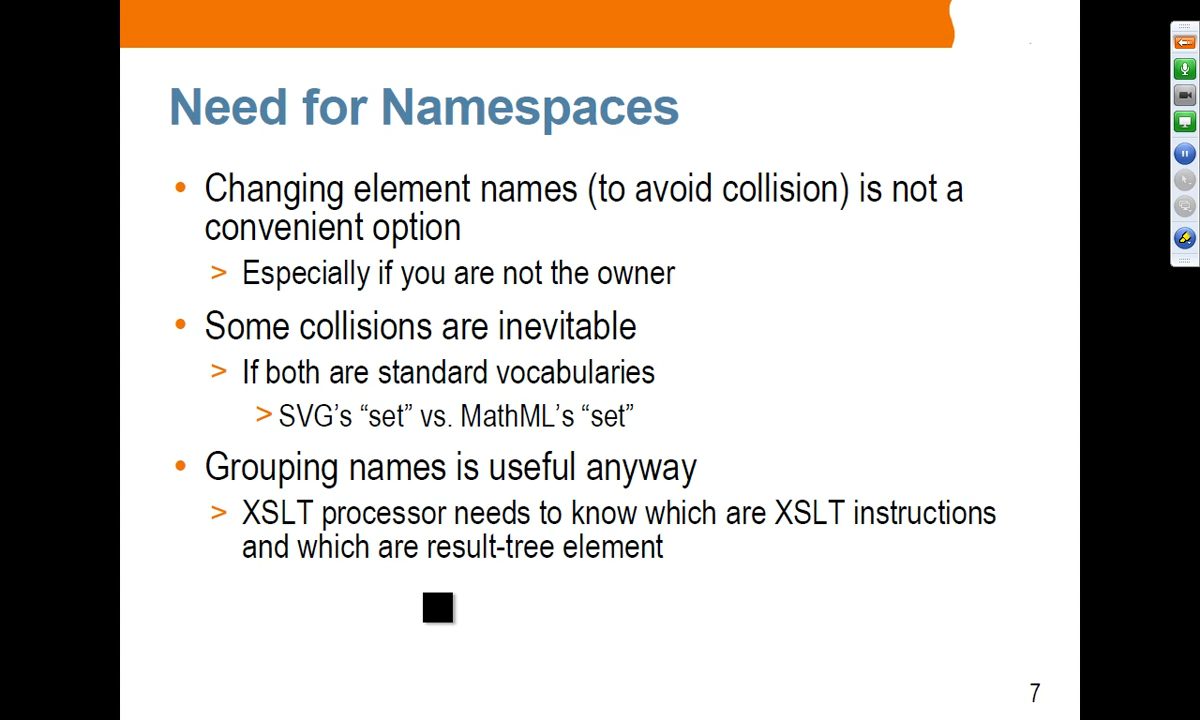 Need for Namespaces
• Changing element names (to avoid collision) is not a
convenient option
> Especially if you are not the owner
• Some collisions are inevitable
> If both are standard vocabularies
> SVG’s “set” vs. MathML’s “set”
• Grouping names is useful anyway
> XSLT processor needs to know which are XSLT instructions
and which are result-tree element
7